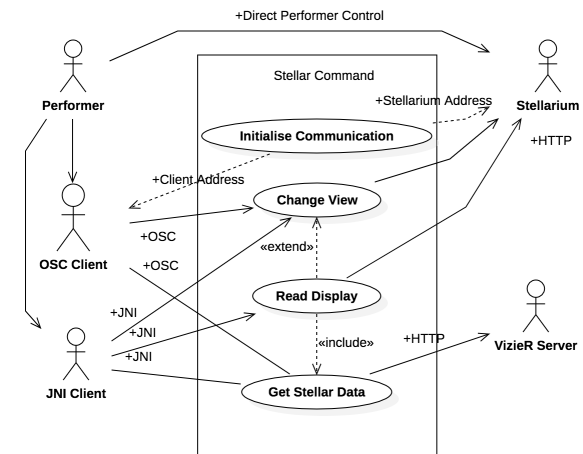 +Direct Performer Control
Stellar Command
+Stellarium Address
Performer
Stellarium
Initialise Communication
+HTTP
+Client Address
Change View
+OSC
«extend»
OSC Client
+OSC
Read Display
+JNI
+JNI
«include»
+HTTP
VizieR Server
+JNI
JNI Client
Get Stellar Data